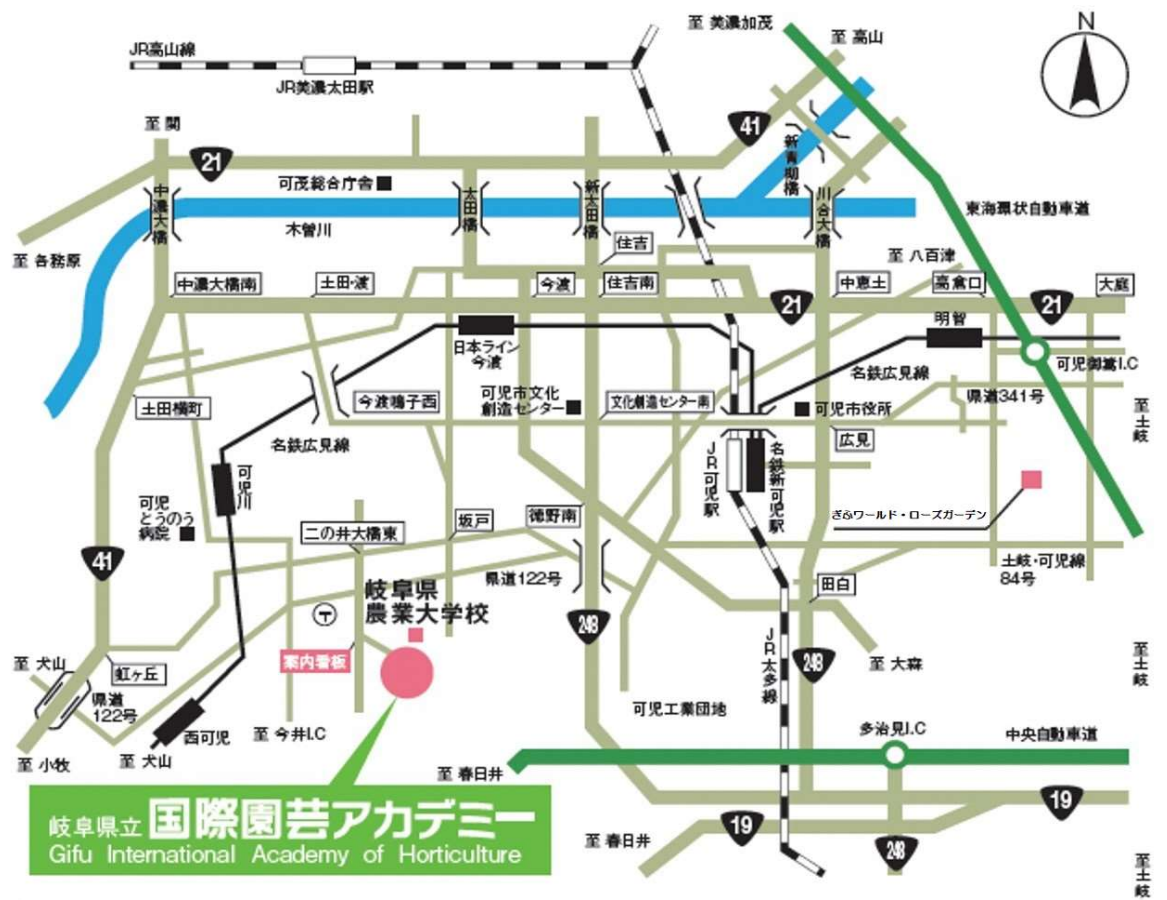 至 美濃加茂
N
至 高山
JR高山線
JR美濃太田駅
至 関
41
21
新青柳橋
可茂総合庁舎
中濃大橋
太田橋
新太田橋
川合大橋
東海環状自動車道
木曽川
住吉
至 各務原
至 八百津
中濃大橋南
土田・渡
今渡
住吉南
中恵土
高倉口
大庭
21
21
明智
日本ライン
今渡
可児御嵩I.C
名鉄広見線
土田横町
今渡鳴子西
可児市文化
創造センター
文化創造センター南
可児市役所
県道341号
至 土岐
名鉄広見線
広見
可児川
JR可児駅
名鉄新可児駅
可児
とうのう
病院
二の井大橋東
坂戸
徳野南
ぎふワールド・ローズガーデン
41
県道122号
土岐・可児線
84号
岐阜県
農業大学校
田白
〒
248
JR太多線
案内看板
至 犬山
虹ヶ丘
248
至 大森
至 土岐
県道
122号
可児工業団地
西可児
至 今井I.C
多治見I.C
中央自動車道
至 小牧
至 犬山
至 春日井
岐阜県立 国際園芸アカデミー
Gifu International Academy of Horticulture
19
19
至 春日井
248
至 土岐